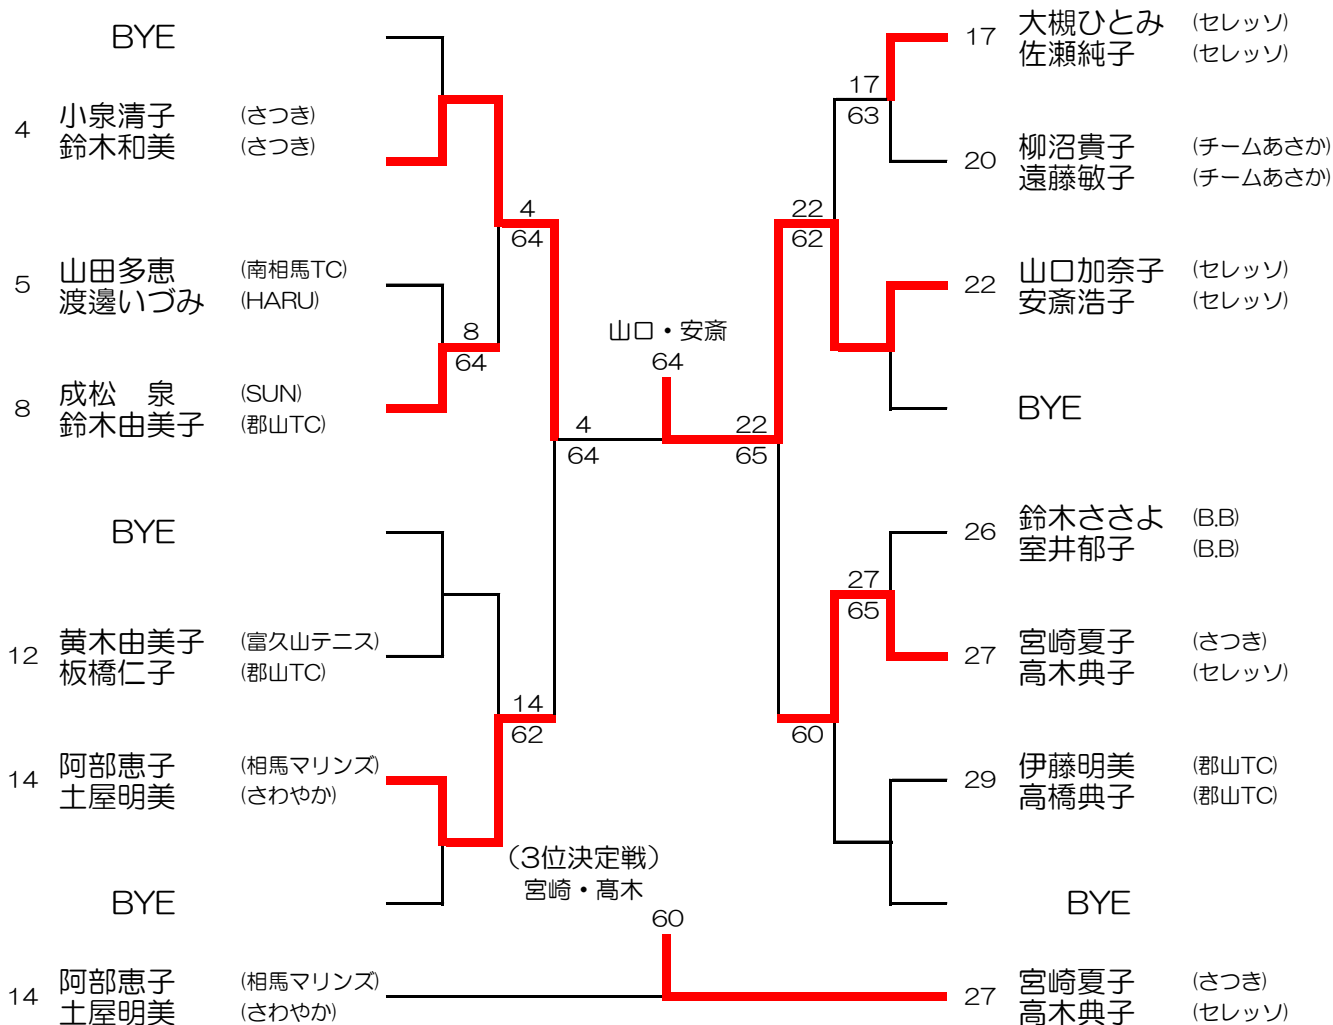 BYE
4 小泉清子 (さつき)
鈴木和美 (さつき)
4
64
5 山田多恵 (南相馬TC)
渡邊いづみ (HARU)
8
64
8 成松　泉 (SUN)
鈴木由美子 (郡山TC)
4
64
BYE
12 黄木由美子 (富久山テニス)
板橋仁子 (郡山TC)
14
62
14 阿部恵子 (相馬マリンズ)
土屋明美 (さわやか)
BYE
山口・安斎
64
17 大槻ひとみ (セレッソ)
佐瀬純子 (セレッソ)
17
63
20 柳沼貴子 (チームあさか)
遠藤敏子 (チームあさか)
22
62
22 山口加奈子 (セレッソ)
安斎浩子 (セレッソ)
BYE
22
65
26 鈴木ささよ (B.B)
室井郁子 (B.B)
27
65
27 宮崎夏子 (さつき)
高木典子 (セレッソ)
60
29 伊藤明美 (郡山TC)
高橋典子 (郡山TC)
BYE
(3位決定戦)
宮崎・髙木
60
14 阿部恵子 (相馬マリンズ)
土屋明美 (さわやか)
27 宮崎夏子 (さつき)
高木典子 (セレッソ)